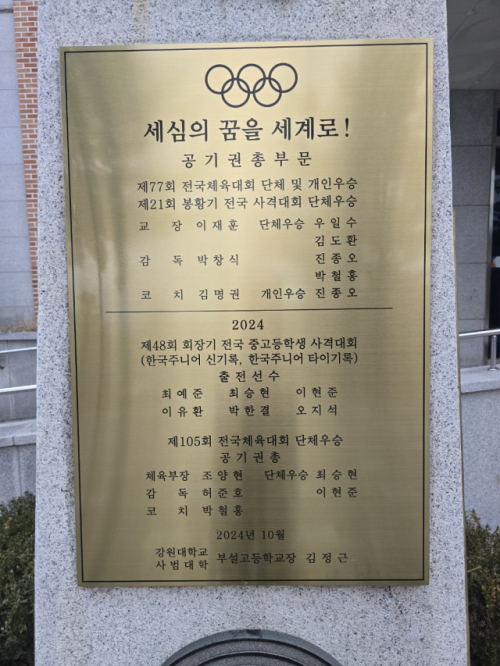 세심의 꿈을 세계로!
공기권총부문
제77회 전국체육대회 단체 및 개인우승
제21회 봉황기 전국 사격대회 단체우승
교 장 이재훈 단체우승 우일수
김도환
감 독 박창식 진종오
박철홍
코 치 김명권 개인우승 진종오
2024
제48회 회장기 전국 중고등학생 사격대회
(한국주니어 신기록, 한국주니어 타이기록)
출전선수
최예준 최승현 이현준
이유환 박한결 오지석
제105회 전국체육대회 단체우승
공기권총
체육부장 조양현 단체우승 최승현
감 독 허준호 이현준
코 치 박철홍
2024년 10월
강원대학교
사범대학 부설고등학교장 김정근